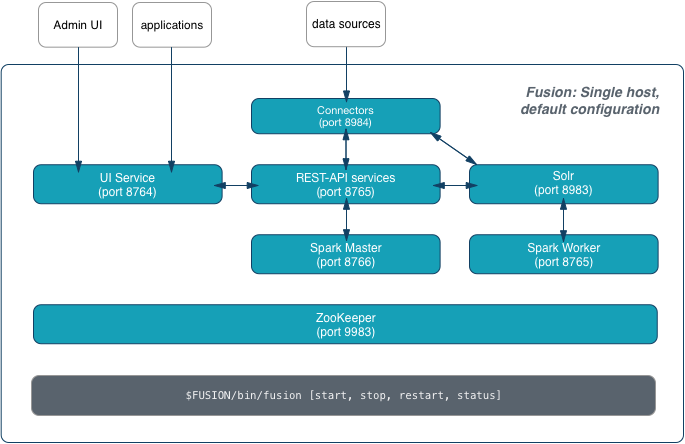 Admin UI
applications
data sources
Fusion: Single host,
default configuration
Connectors
(port 8984)
UI Service
(port 8764)
REST-API services
(port 8765)
Solr
(port 8983)
Spark Master
(port 8766)
Spark Worker
(port 8765)
ZooKeeper
(port 9983)
$FUSION/bin/fusion [start, stop, restart, status]